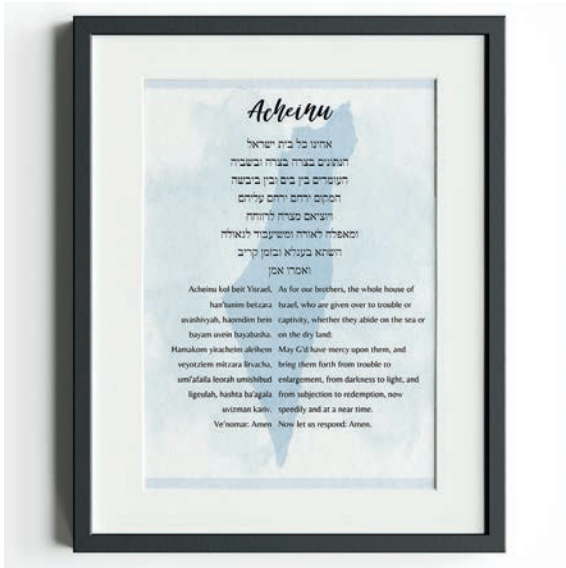 Acheinu
אחינו כל בית ישראל
הנתונים בצרה בצרה ובשביה
העומדים בין בים ובין ביבשה
המקום ירחם ירחם עליהם
ויוציאם מצרה לרווחה
ומאפלה לאורה ומשיעבוד לגאולה
השתא בעגלא ובזמן קריב
ואמרו אמן
Acheinu kol beit Yisrael,
han'tunim betzara
uvashivyah, haomdim bein
bayam uvein bayabasha.
Hamakom yiracheim aleihem
veyotziem mitzara lirvacha,
umi'afaila leorah umishibud
ligeulah, hashta ba'agala
uvizman kariv.
Ve'nomar: Amen
As for our brothers, the whole house of
Israel, who are given over to trouble or
captivity, whether they abide on the sea or
on the dry land:
May G'd have mercy upon them, and
bring them forth from trouble to
enlargement, from darkness to light, and
from subjection to redemption, now
speedily and at a near time.
Now let us respond: Amen.